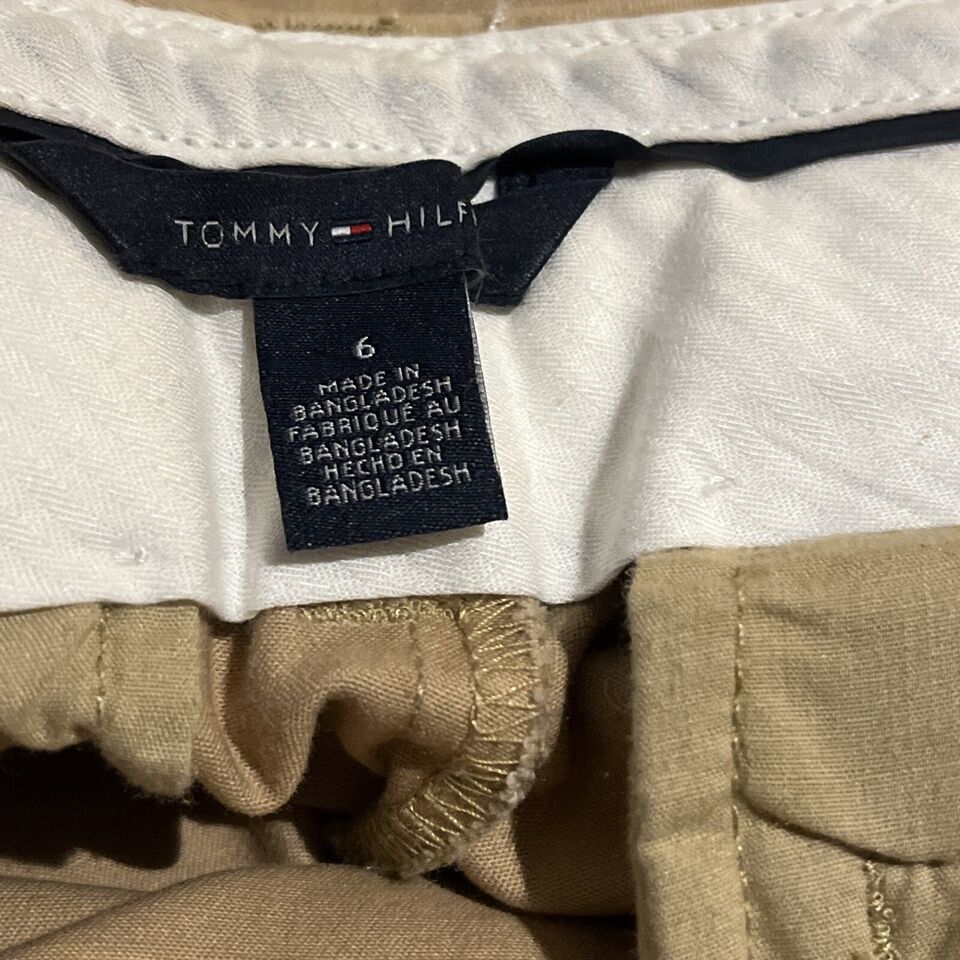 TOMMY HILF
6
MADE IN
BANGLADESH
FABRIQUÉ AU
BANGLADESH
HECHO EN
BANGLADESH